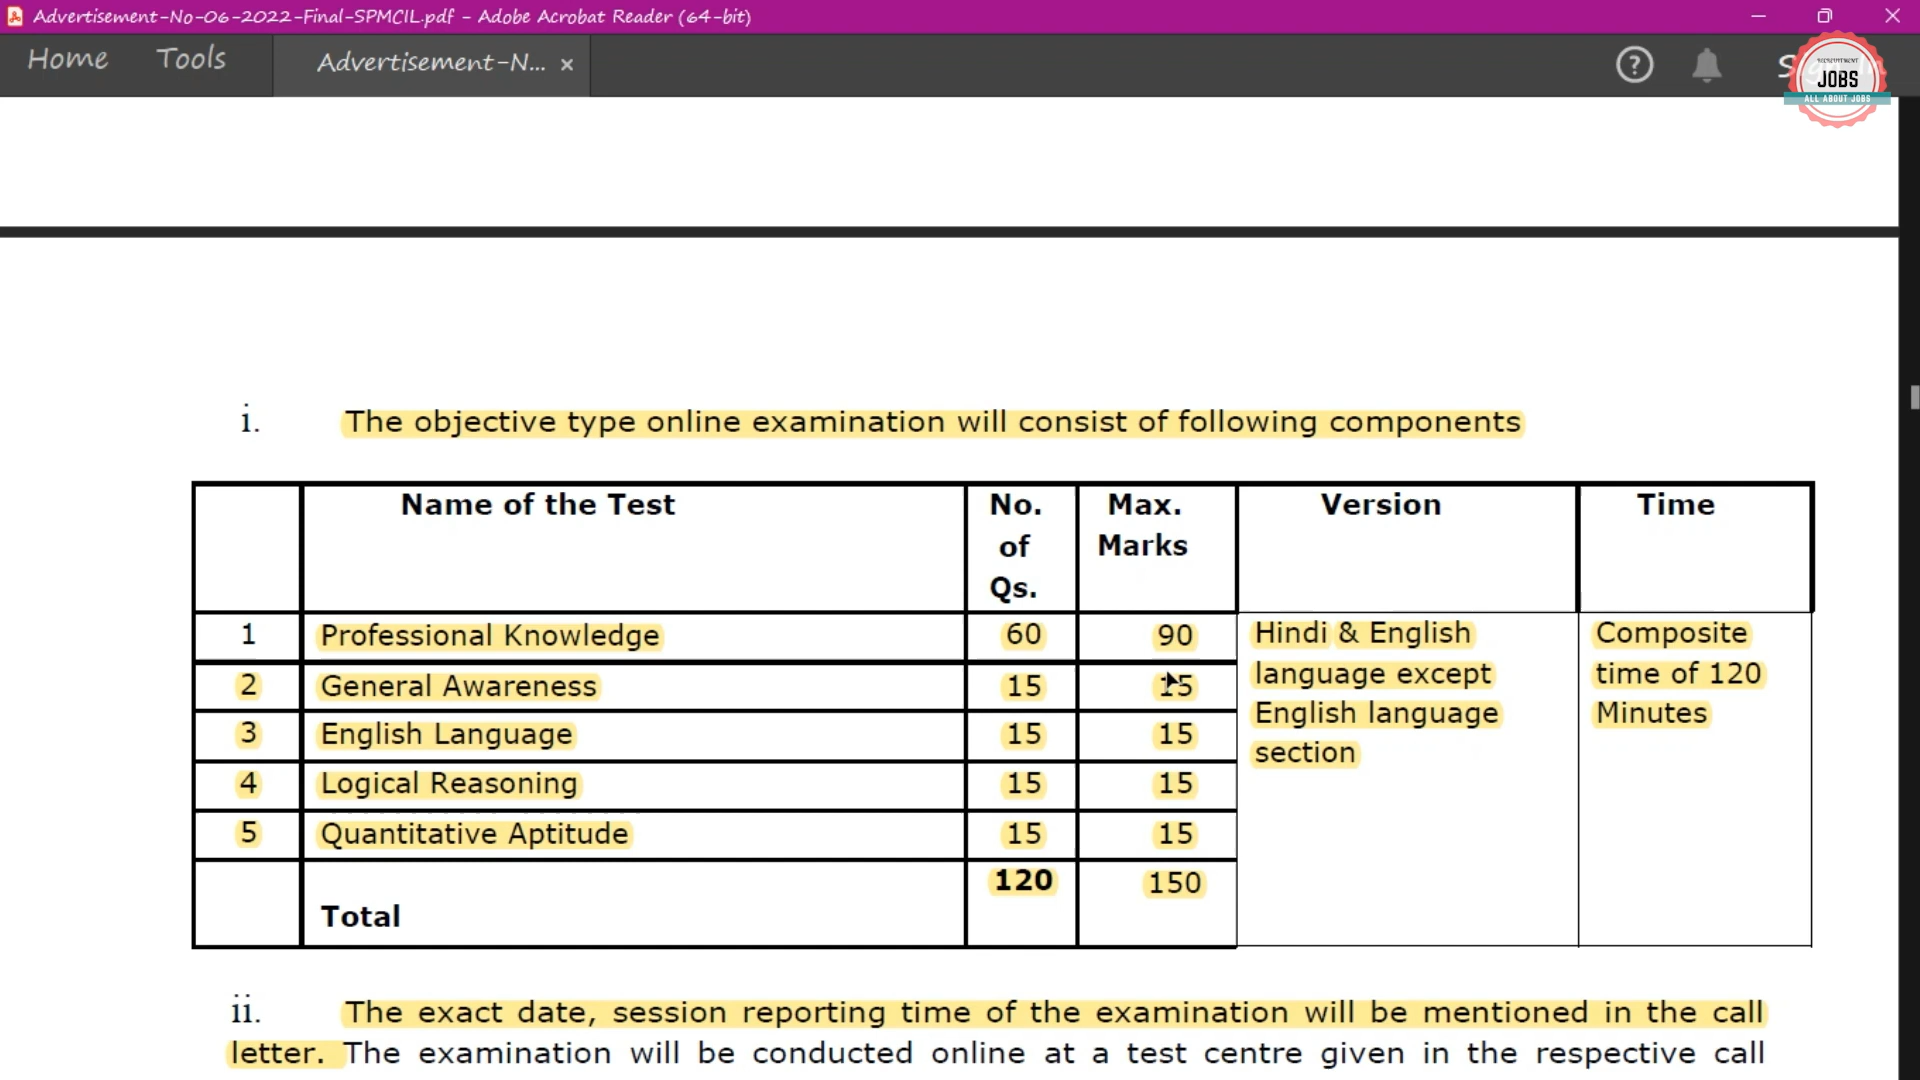 Advertisement-No-06-2022-Final-SPMCIL.pdf - Adobe Acrobat Reader (64-bit)
Home Tools Advertisement-N... ×
RECRUITMENT
JOBS
ALL ABOUT JOBS
i. The objective type online examination will consist of following components
Name of the Test No. of Qs. Max. Marks Version Time
1 Professional Knowledge 60 90 Hindi & English language except English language section Composite time of 120 Minutes
2 General Awareness 15 15
3 English Language 15 15
4 Logical Reasoning 15 15
5 Quantitative Aptitude 15 15
Total 120 150
ii. The exact date, session reporting time of the examination will be mentioned in the call
letter. The examination will be conducted online at a test centre given in the respective call